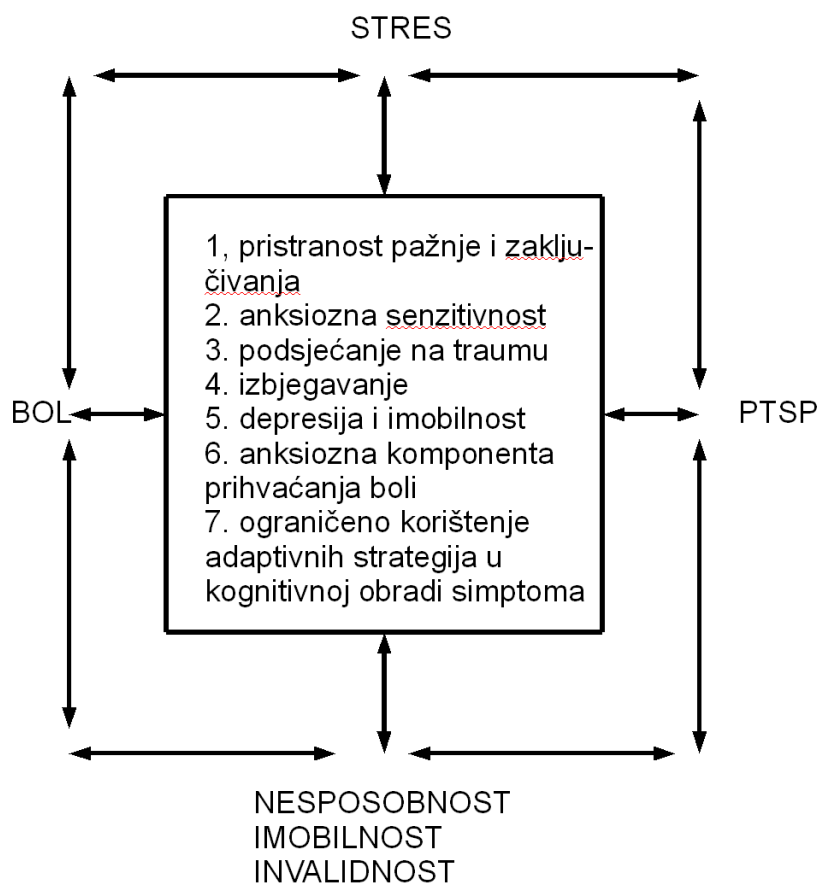 STRES
1, pristranost pažnje i zaklju-
čivanja
2. anksiozna senzitivnost
3. podsjećanje na traumu
4. izbjegavanje
5. depresija i imobilnost
6. anksiozna komponenta
prihvaćanja boli
7. ograničeno korištenje
adaptivnih strategija u
kognitivnoj obradi simptoma
BOL
PTSP
NESPOSOBNOST
IMOBILNOST
INVALIDNOST